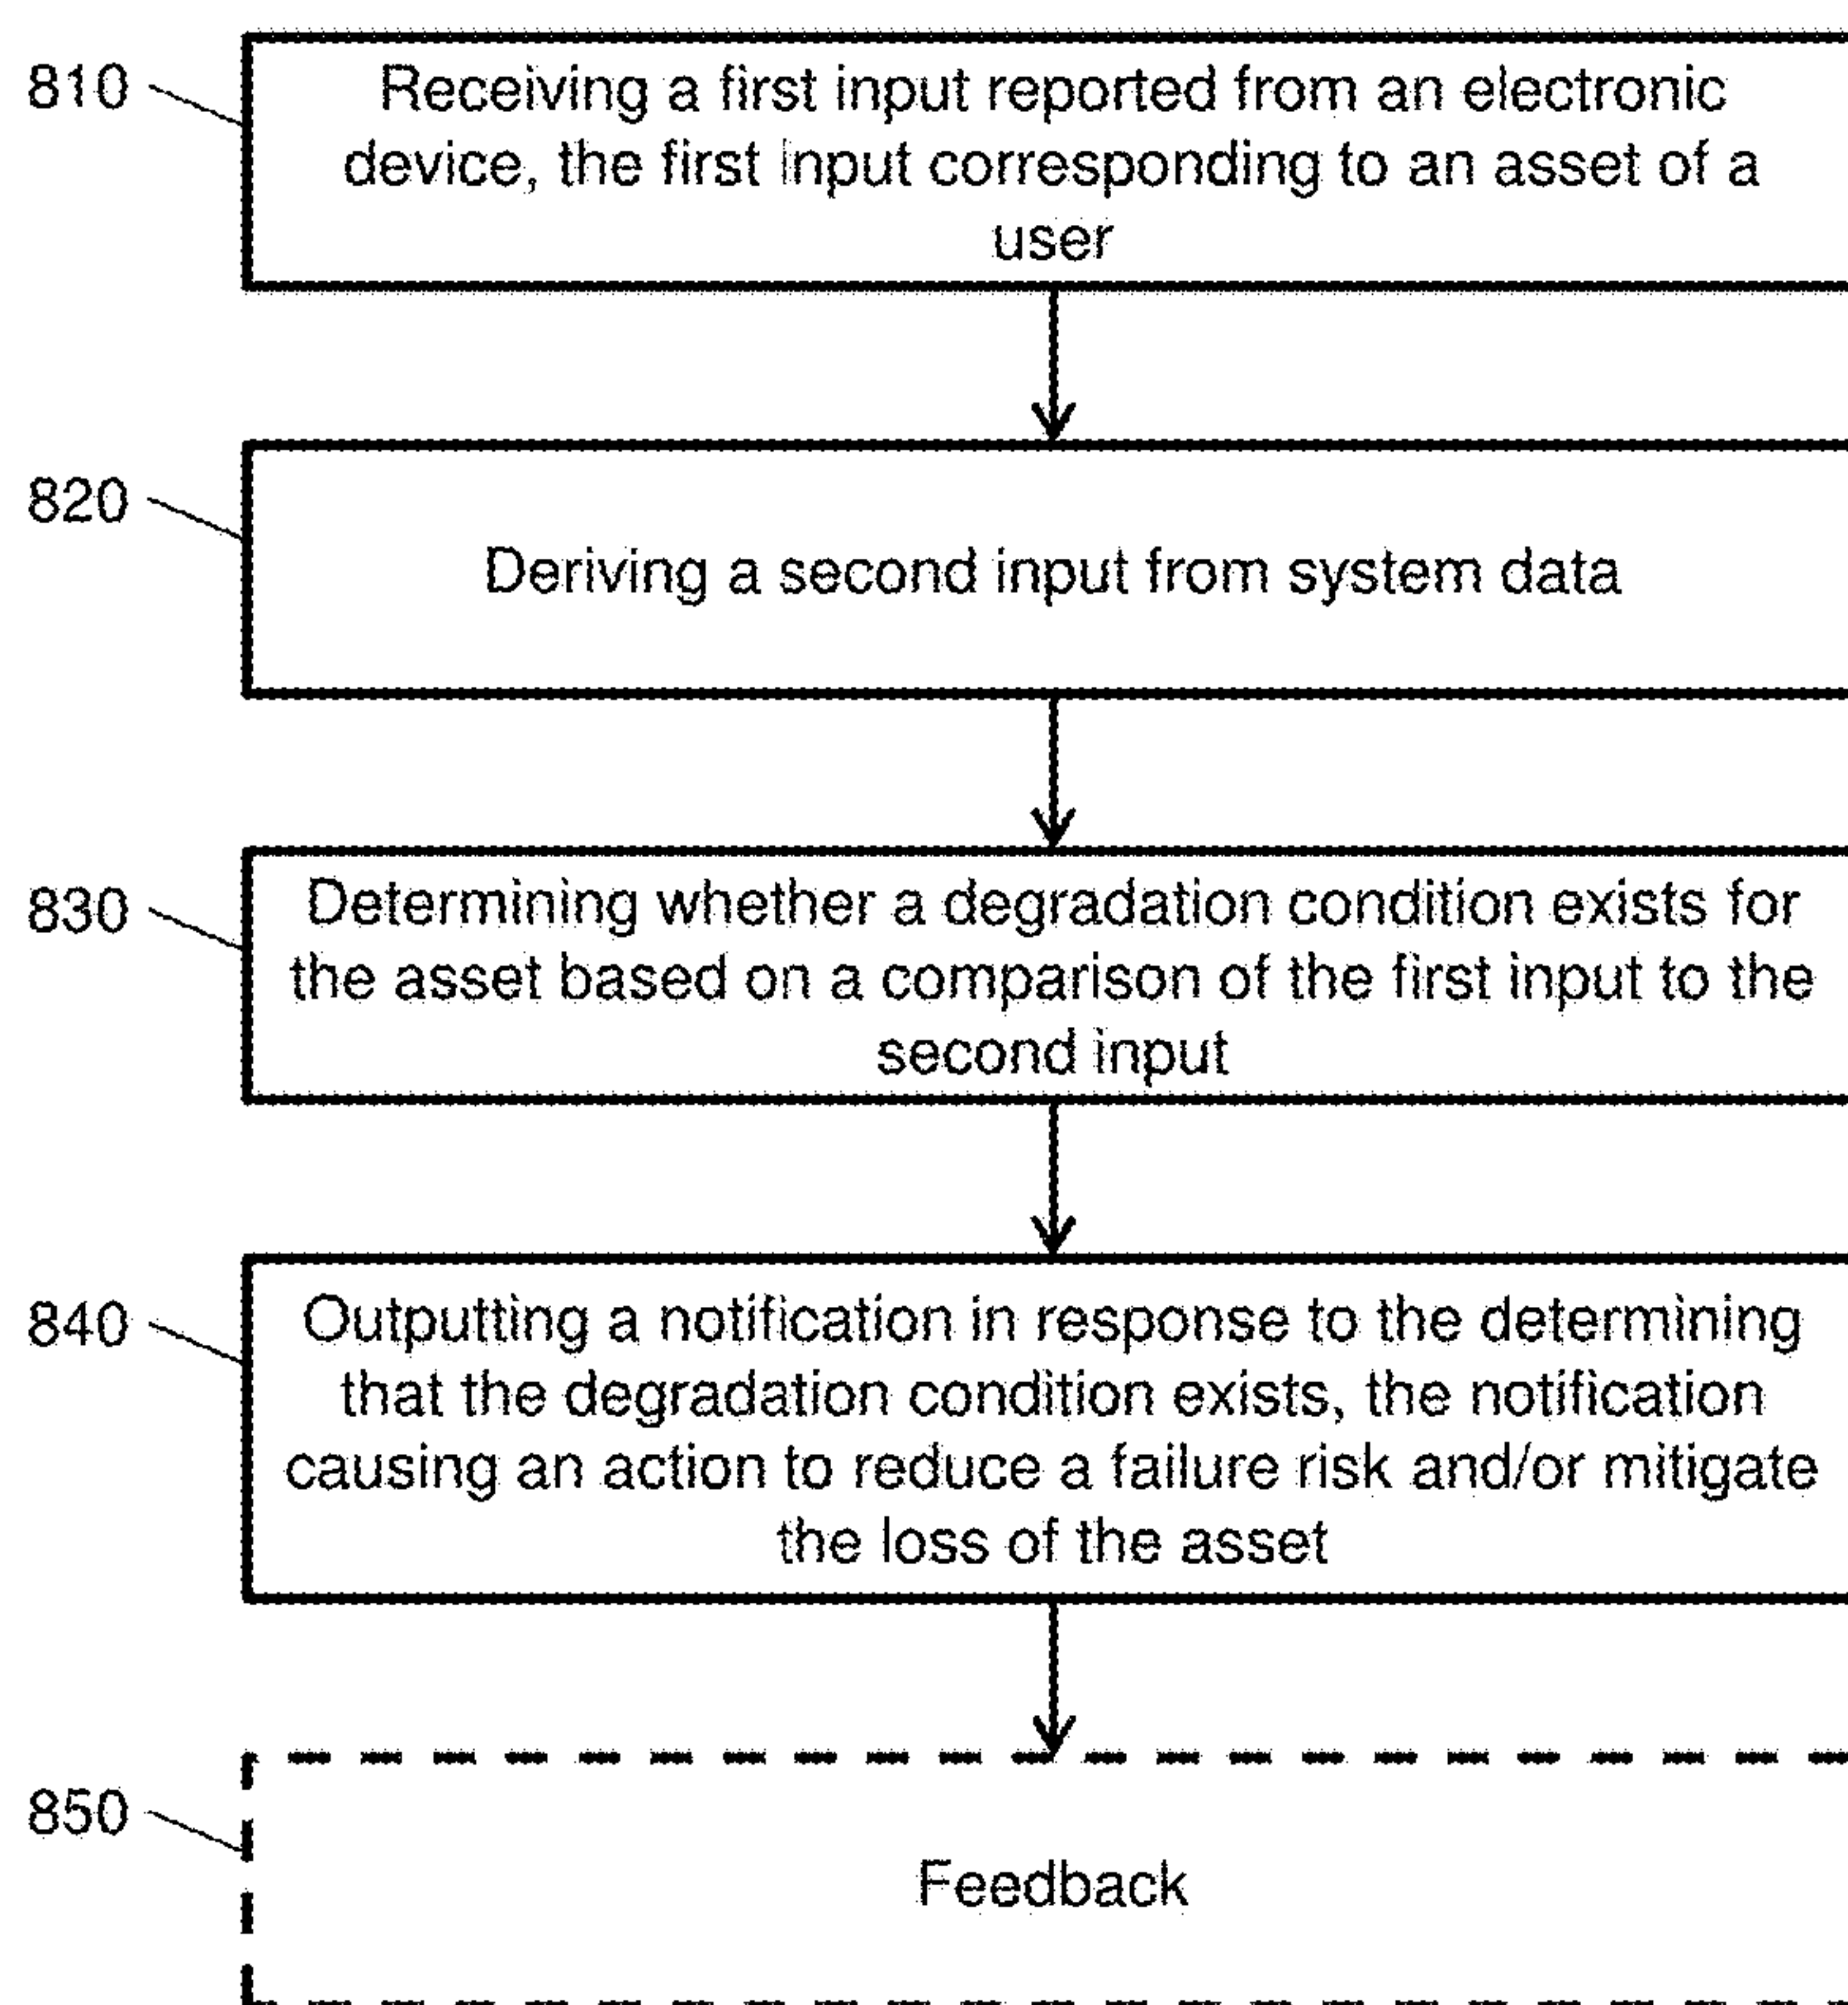 810
Receiving a first input reported from an electronic
device, the first input corresponding to an asset of a
user
820
Deriving a second input from system data
830
Determining whether a degradation condition exists for
the asset based on a comparison of the first input to the
second input
840
Outputting a notification in response to the determining
that the degradation condition exists, the notification
causing an action to reduce a failure risk and/or mitigate
the loss of the asset
850
Feedback